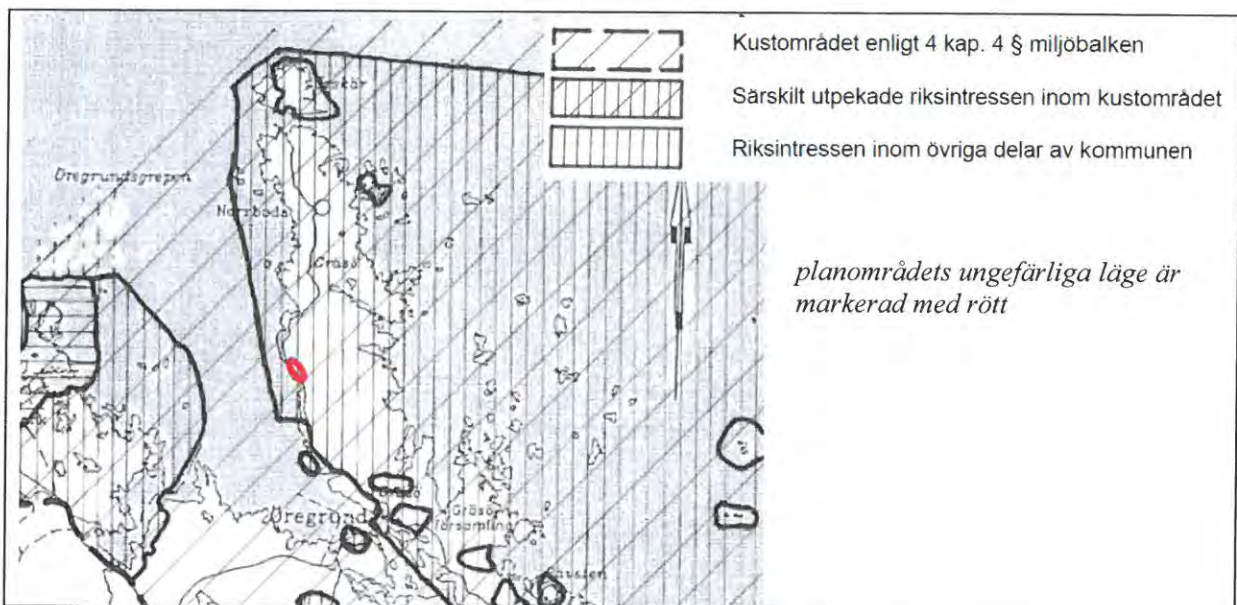 Kustområdet enligt 4 kap. 4 § miljöbalken
Särskilt utpekade riksintressen inom kustområdet
Riksintressen inom övriga delar av kommunen
planområdets ungefärliga läge är
markerad med rött
Öregrundsgrepen
Norrboda
Gräsö
Gräsö
Öregrund
Gräsö
församling